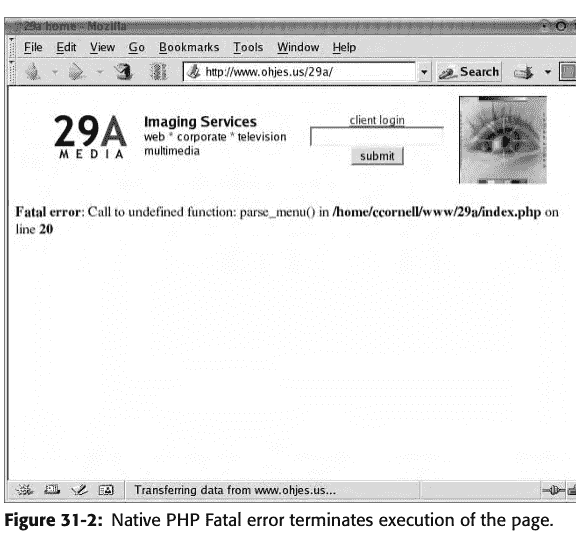 29a home - Mozilla
File Edit View Go Bookmarks Tools Window Help
http://www.ohjes.us/29a/ Search
29A
MEDIA
Imaging Services
web * corporate * television
multimedia
client login
submit
Fatal error: Call to undefined function: parse_menu() in /home/ccornell/www/29a/index.php on
line 20
Transferring data from www.ohjes.us...
Figure 31-2: Native PHP Fatal error terminates execution of the page.